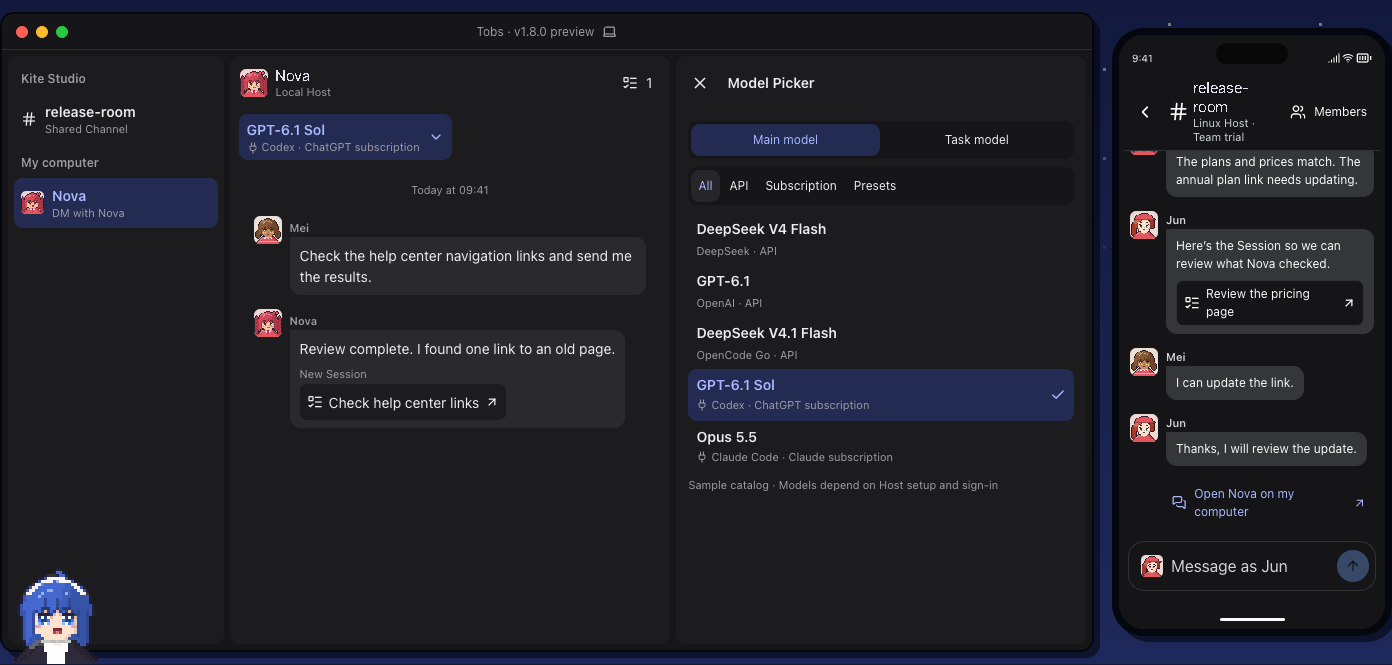 Tobs · v1.8.0 preview
Kite Studio
# release-room
Shared Channel
My computer
Nova
DM with Nova
Nova
Local Host
1
GPT-6.1 Sol
Codex · ChatGPT subscription
Today at 09:41
Mei
Check the help center navigation links and send me
the results.
Nova
Review complete. I found one link to an old page.
New Session
Check help center links
Model Picker
Main model
Task model
All
API
Subscription
Presets
DeepSeek V4 Flash
DeepSeek · API
GPT-6.1
OpenAI · API
DeepSeek V4.1 Flash
OpenCode Go · API
GPT-6.1 Sol
Codex · ChatGPT subscription
Opus 5.5
Claude Code · Claude subscription
Sample catalog · Models depend on Host setup and sign-in
9:41
# release-
room
Linux Host ·
Team trial
Members
The plans and prices match. The
annual plan link needs updating.
Jun
Here's the Session so we can
review what Nova checked.
Review the pricing
page
Mei
I can update the link.
Jun
Thanks, I will review the update.
Open Nova on my
computer
Message as Jun